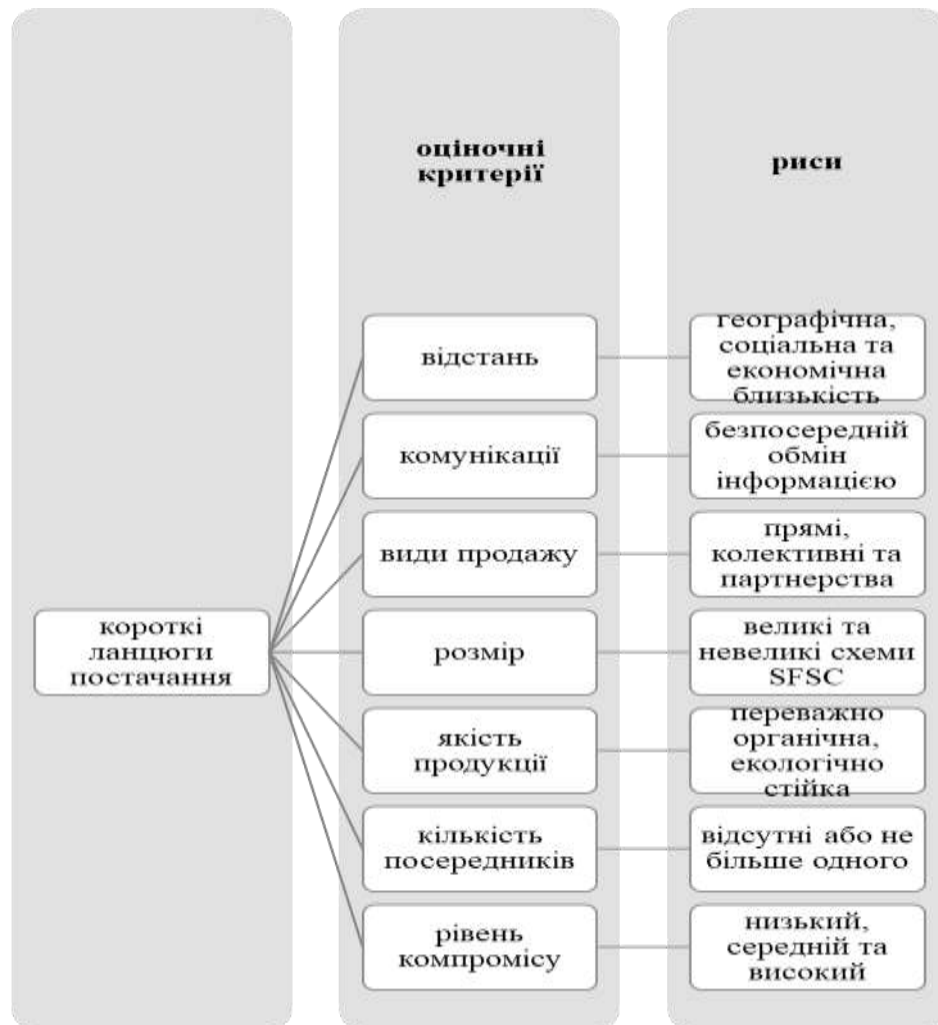 оціночні
критерії
риси
короткі
ланцюги
постачання
відстань
географічна,
соціальна та
економічна
близькість
комунікації
безпосередній
обмін
інформацією
види продажу
прямі,
колективні та
партнерства
розмір
великі та
невеликі схеми
SFSC
якість
продукції
переважно
органічна,
екологічно
стійка
кількість
посередників
відсутні або не
більше одного
рівень
компромісу
низький,
середній та
високий